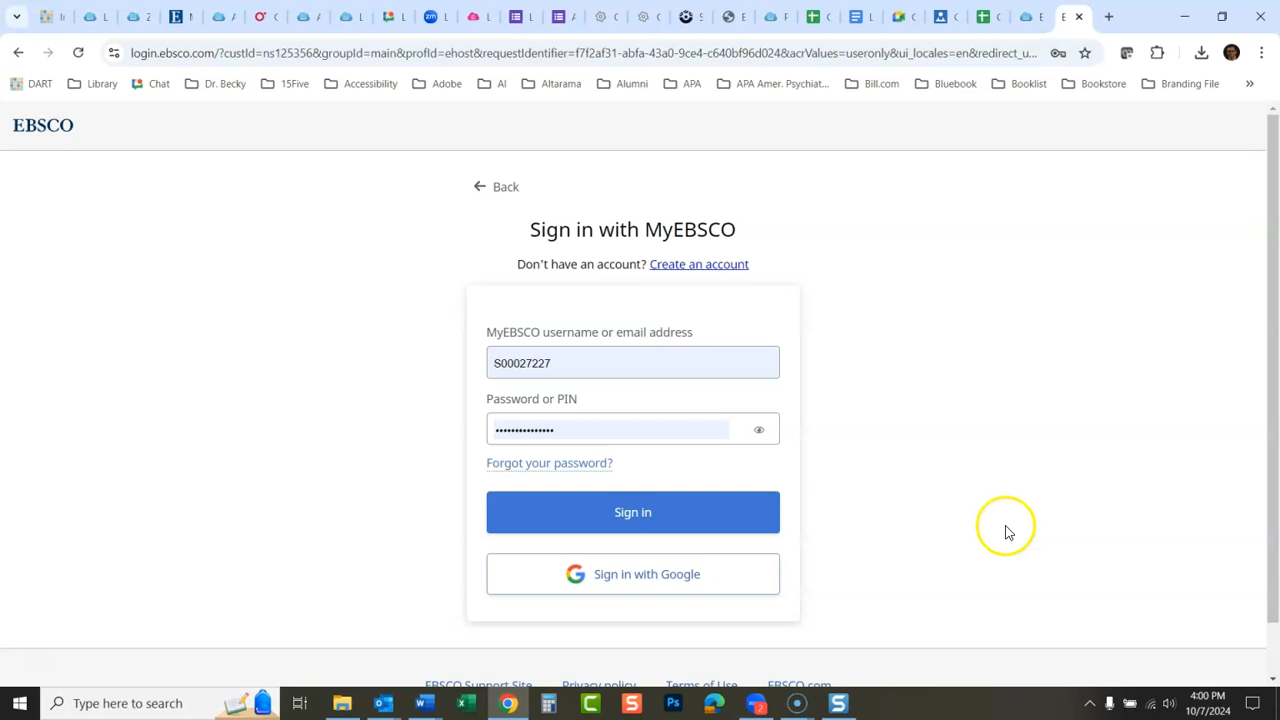 login.ebsco.com/?custId=ns125356&groupId=main&profId=ehost&requestIdentifier=f7f2af31-abfa-43a0-9ce4-c640bf96d024&acrValues=useronly&ui_locales=en&redirect_u...
DART Library Chat Dr. Becky 15Five Accessibility Adobe AI Altarama Alumni APA APA Amer. Psychiat... Bill.com Bluebook Booklist Bookstore Branding File »
EBSCO
← Back
Sign in with MyEBSCO
Don't have an account? Create an account
MyEBSCO username or email address
S00027227
Password or PIN
•••••••••••••••
Forgot your password?
Sign in
Sign in with Google
EBSCO Support Site Privacy policy Terms of Use EBSCO.com
Type here to search
4:00 PM
10/7/2024